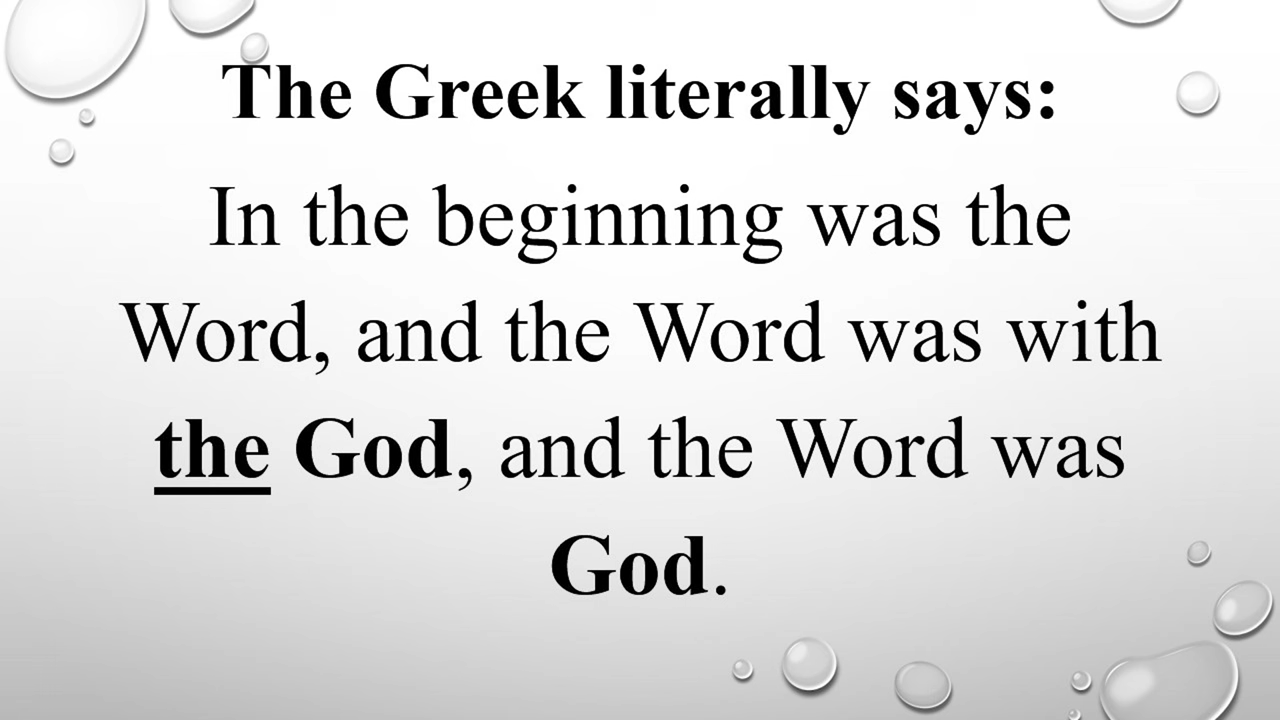 The Greek literally says:
In the beginning was the
Word, and the Word was with
the God, and the Word was
God.